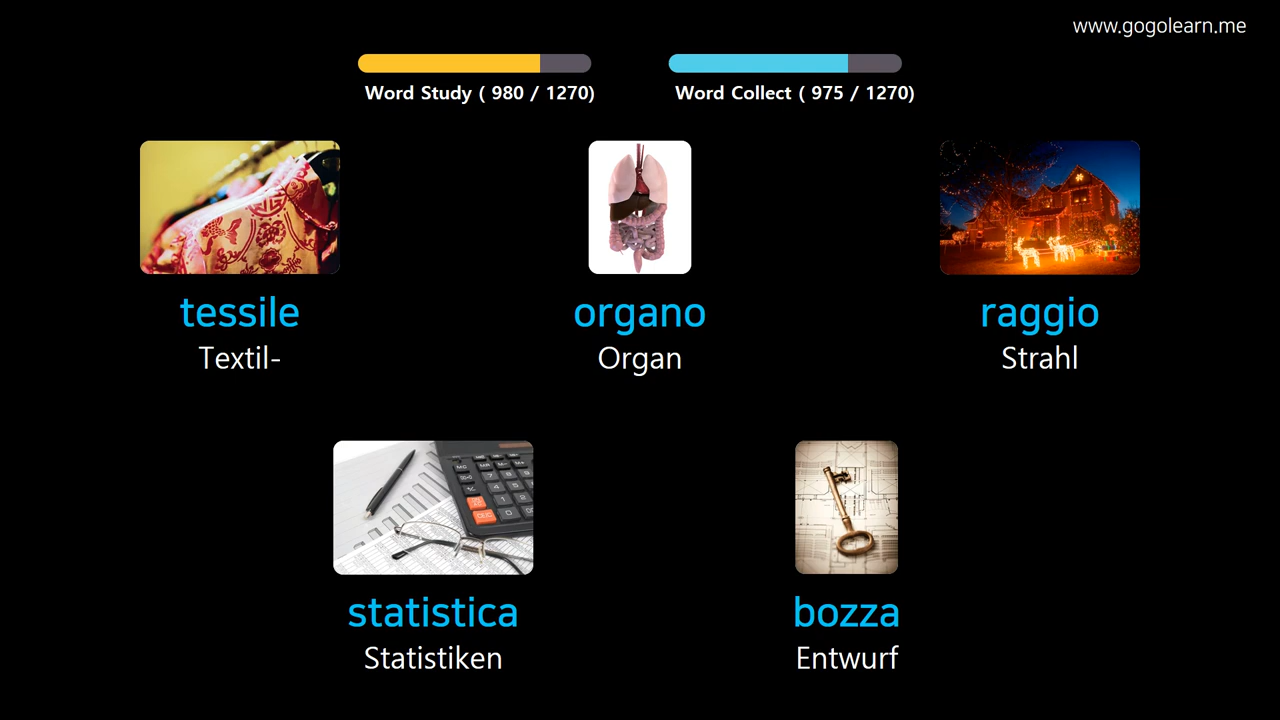 www.gogolearn.me
Word Study ( 980 / 1270)
Word Collect ( 975 / 1270)
tessile
Textil-
organo
Organ
raggio
Strahl
statistica
Statistiken
bozza
Entwurf